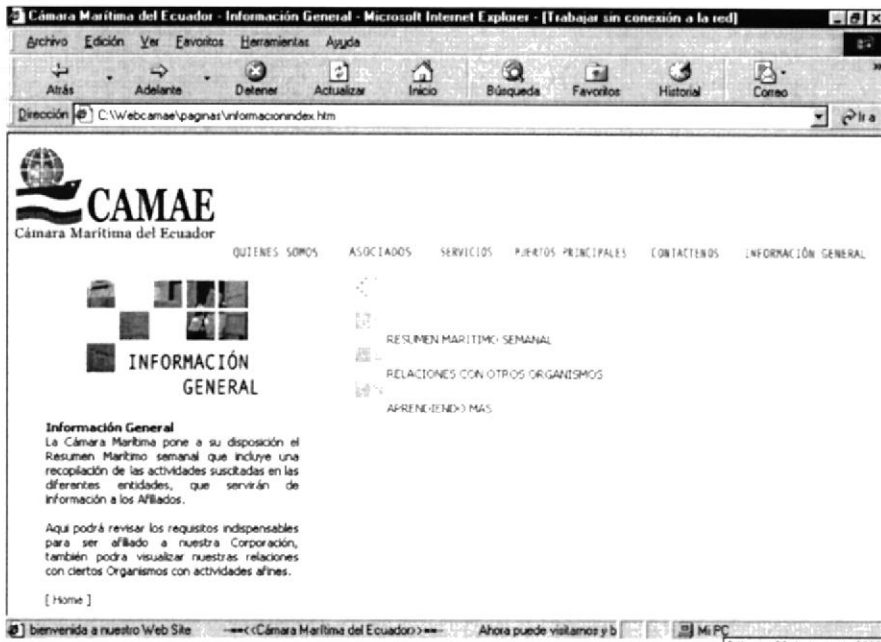 Cámara Marítima del Ecuador - Información General - Microsoft Internet Explorer - [Trabajar sin conexión a la red]
Archivo Edición Ver Favoritos Herramientas Ayuda
Atrás Adelante Detener Actualizar Inicio Búsqueda Favoritos Historial Correo
Dirección C:\Webcamae\paginas\informacionindex.htm Ir a
CAMAE
Cámara Marítima del Ecuador
QUIENES SOMOS ASOCIADOS SERVICIOS PUERTOS PRINCIPALES CONTACTENOS INFORMACIÓN GENERAL
INFORMACIÓN
GENERAL
RESUMEN MARITIMO SEMANAL
RELACIONES CON OTROS ORGANISMOS
APRENDIENDO MAS
Información General
La Cámara Marítima pone a su disposición el
Resumen Marítimo semanal que incluye una
recopilación de las actividades suscitadas en las
diferentes entidades, que servirán de
información a los Afiliados.
Aqui podrá revisar los requisitos indispensables
para ser afiliado a nuestra Corporación,
también podra visualizar nuestras relaciones
con ciertos Organismos con actividades afines.
[ Home ]
bienvenida a nuestro Web Site ---==<<Cámara Marítima del Ecuador>>==--- Ahora puede visitarnos y b Mi PC